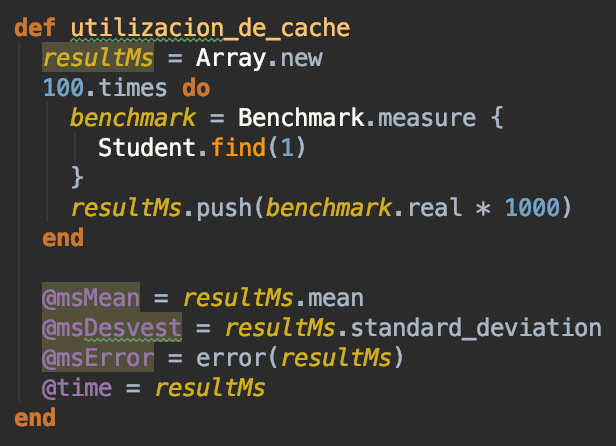 def utilizacion_de_cache
  resultMs = Array.new
  100.times do
    benchmark = Benchmark.measure {
      Student.find(1)
    }
    resultMs.push(benchmark.real * 1000)
  end

  @msMean = resultMs.mean
  @msDesvest = resultMs.standard_deviation
  @msError = error(resultMs)
  @time = resultMs
end